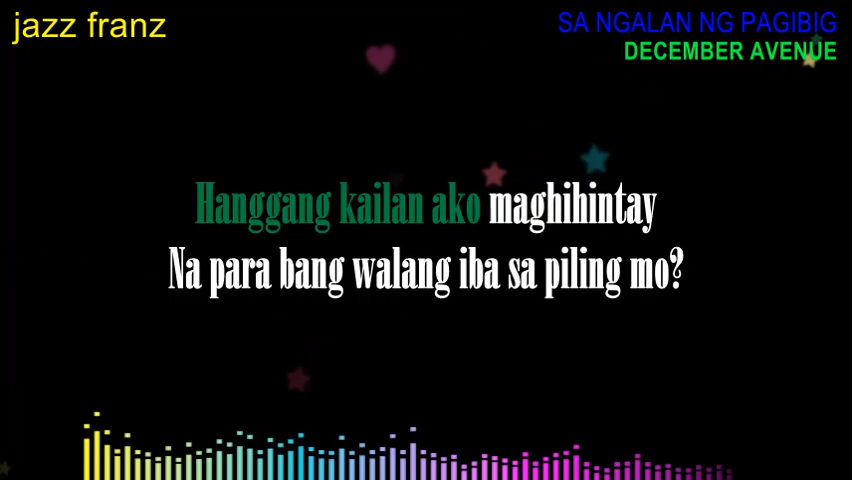 jazz franz
SA NGALAN NG PAGIBIG
DECEMBER AVENUE
Hanggang kailan ako maghihintay
Na para bang walang iba sa piling mo?